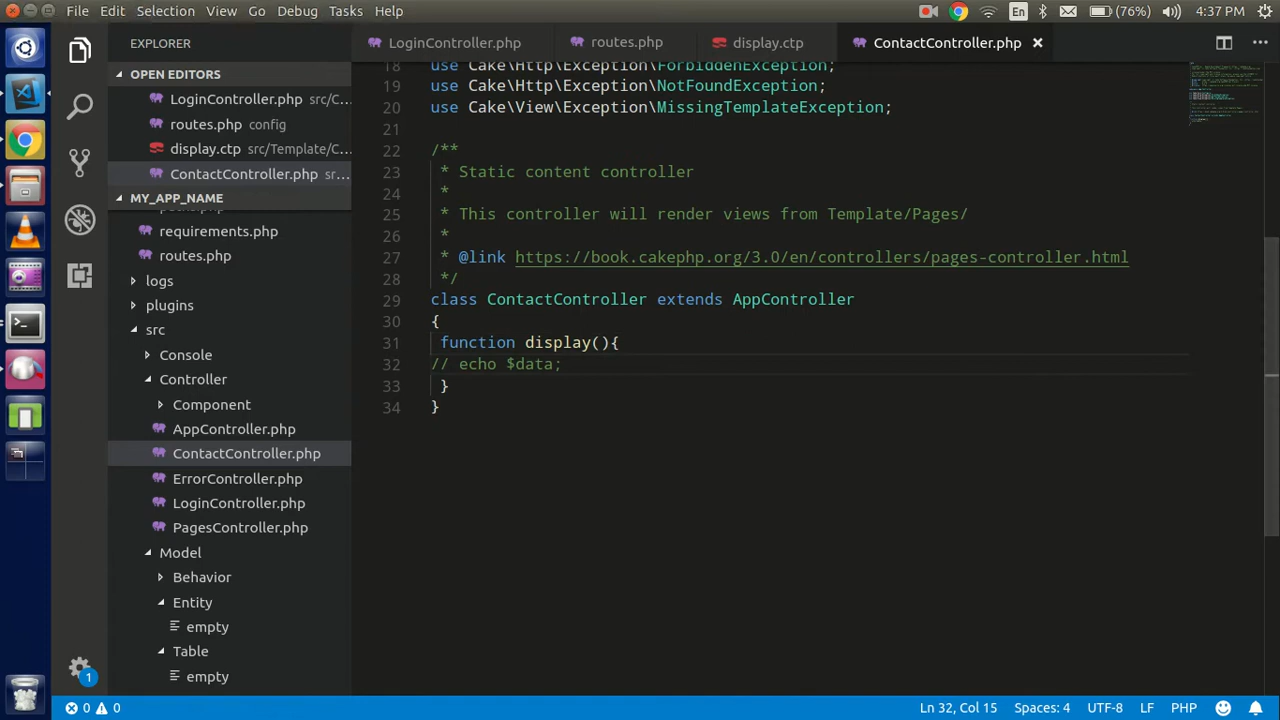 File Edit Selection View Go Debug Tasks Help
En
(76%)
4:37 PM
EXPLORER
LoginController.php
routes.php
display.ctp
ContactController.php
OPEN EDITORS
LoginController.php src/C...
routes.php config
display.ctp src/Template/C...
ContactController.php sr...
MY_APP_NAME
requirements.php
routes.php
logs
plugins
src
Console
Controller
Component
AppController.php
ContactController.php
ErrorController.php
LoginController.php
PagesController.php
Model
Behavior
Entity
empty
Table
empty
1
18 use Cake\Http\Exception\ForbiddenException;
19 use Cake\Http\Exception\NotFoundException;
20 use Cake\View\Exception\MissingTemplateException;
21
22 /**
23 * Static content controller
24 *
25 * This controller will render views from Template/Pages/
26 *
27 * @link https://book.cakephp.org/3.0/en/controllers/pages-controller.html
28 */
29 class ContactController extends AppController
30 {
31 function display(){
32 // echo $data;
33 }
34 }
0 0
Ln 32, Col 15 Spaces: 4 UTF-8 LF PHP